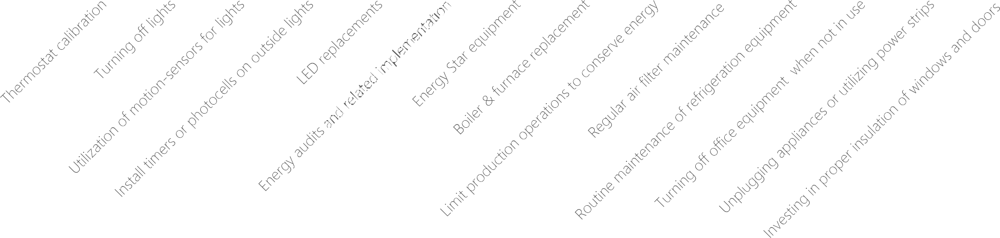 Thermostat calibration
Turning off lights
Utilization of motion-sensors for lights
Install timers or photocells on outside lights
LED replacements
Energy audits and related implementation
Energy Star equipment
Boiler & furnace replacement
Limit production operations to conserve energy
Regular air filter maintenance
Routine maintenance of refrigeration equipment
Turning off office equipment  when not in use
Unplugging appliances or utilizing power strips
Investing in proper insulation of windows and doors